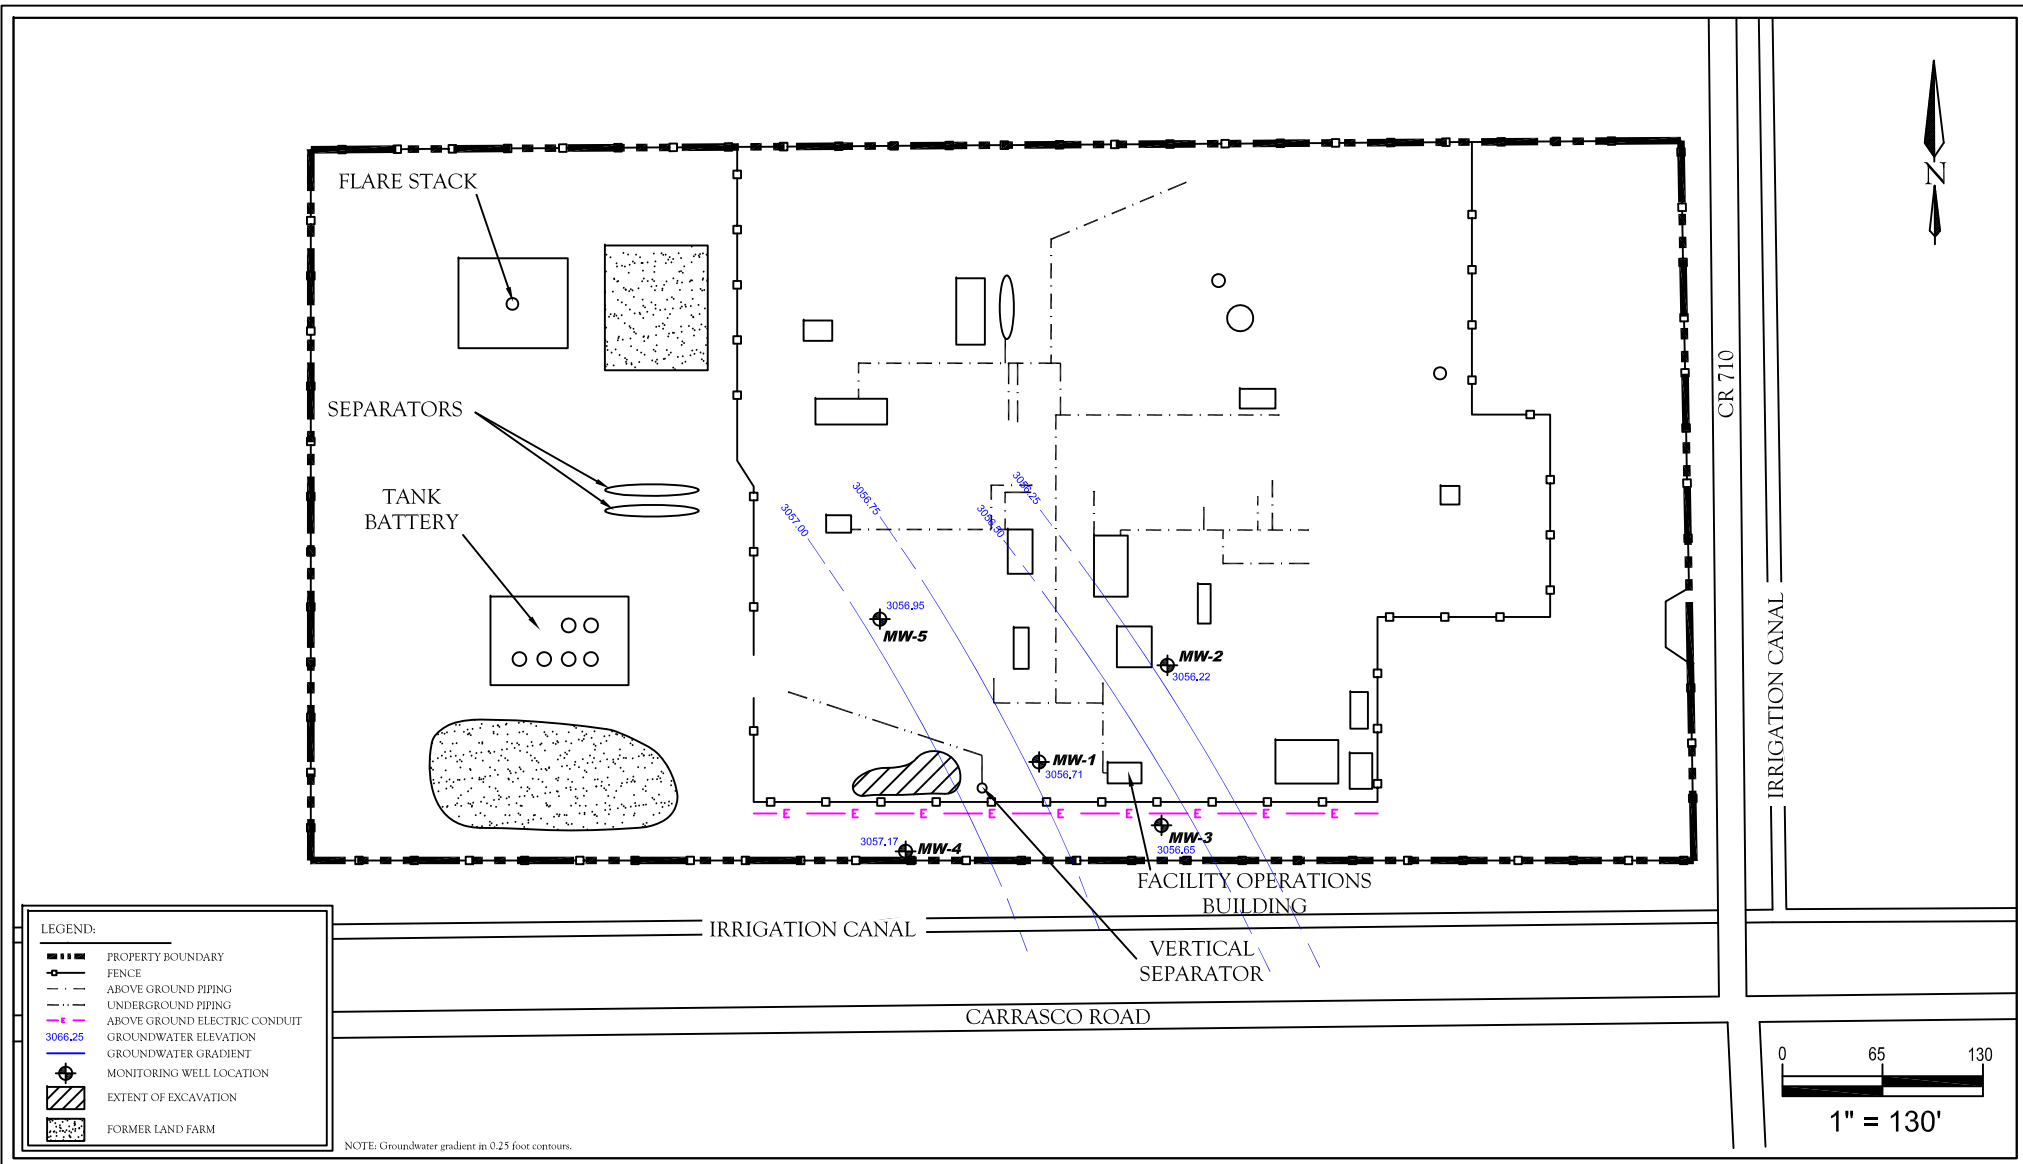 FLARE STACK
N
CR 710
SEPARATORS
TANK
BATTERY
3057.00
3056.75
3056.50
3056.25
3056.95
MW-5
MW-2
3056.22
IRRIGATION CANAL
MW-1
3056.71
E E E E E E E E E
MW-3
3056.65
3057.17
MW-4
FACILITY OPERATIONS
BUILDING
IRRIGATION CANAL
VERTICAL
SEPARATOR
CARRASCO ROAD
LEGEND:
PROPERTY BOUNDARY
FENCE
ABOVE GROUND PIPING
UNDERGROUND PIPING
E ABOVE GROUND ELECTRIC CONDUIT
3066.25 GROUNDWATER ELEVATION
GROUNDWATER GRADIENT
MONITORING WELL LOCATION
EXTENT OF EXCAVATION
FORMER LAND FARM
NOTE: Groundwater gradient in 0.25 foot contours.
0 65 130
1" = 130'